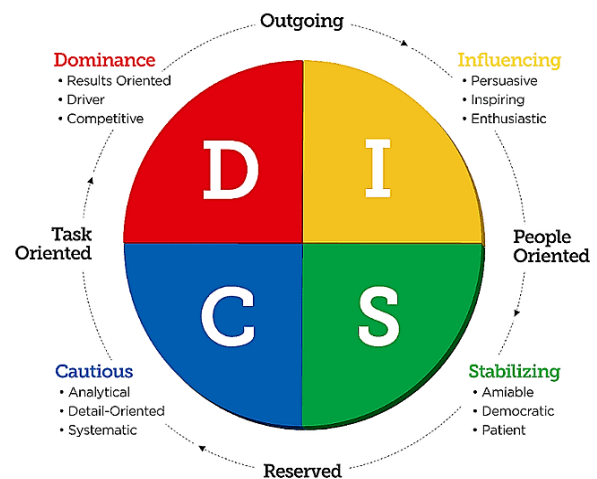 Outgoing
Dominance
• Results Oriented
• Driver
• Competitive
Influencing
• Persuasive
• Inspiring
• Enthusiastic
D
I
Task
Oriented
People
Oriented
C
S
Cautious
• Analytical
• Detail-Oriented
• Systematic
Stabilizing
• Amiable
• Democratic
• Patient
Reserved